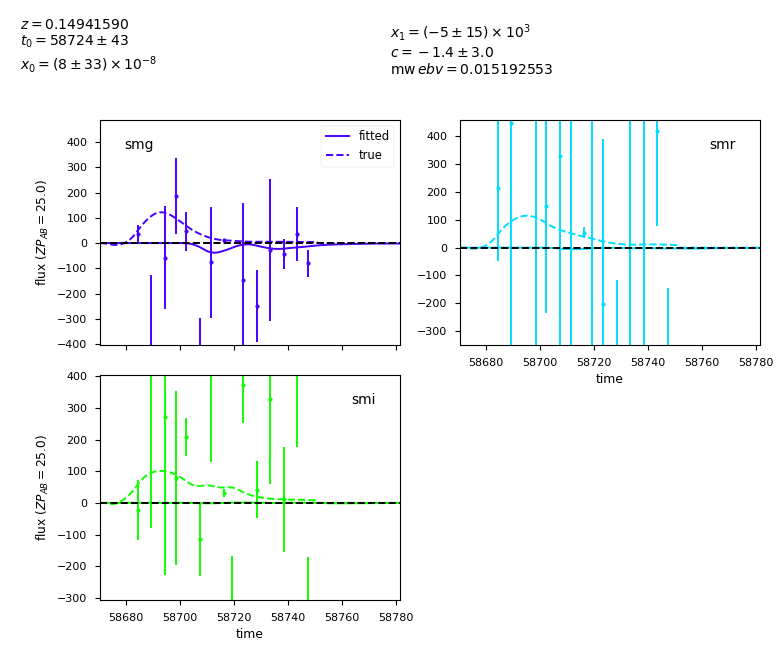 z = 0.14941590
t₀ = 58724 ± 43
x₀ = (8 ± 33) × 10⁻⁸
x₁ = (−5 ± 15) × 10³
c = −1.4 ± 3.0
mw ebv = 0.015192553
smg
fitted
true
400
300
200
100
0
−100
−200
−300
−400
flux (ZP_AB = 25.0)
smr
400
300
200
100
0
−100
−200
−300
58680 58700 58720 58740 58760 58780
time
smi
400
300
200
100
0
−100
−200
−300
flux (ZP_AB = 25.0)
58680 58700 58720 58740 58760 58780
time